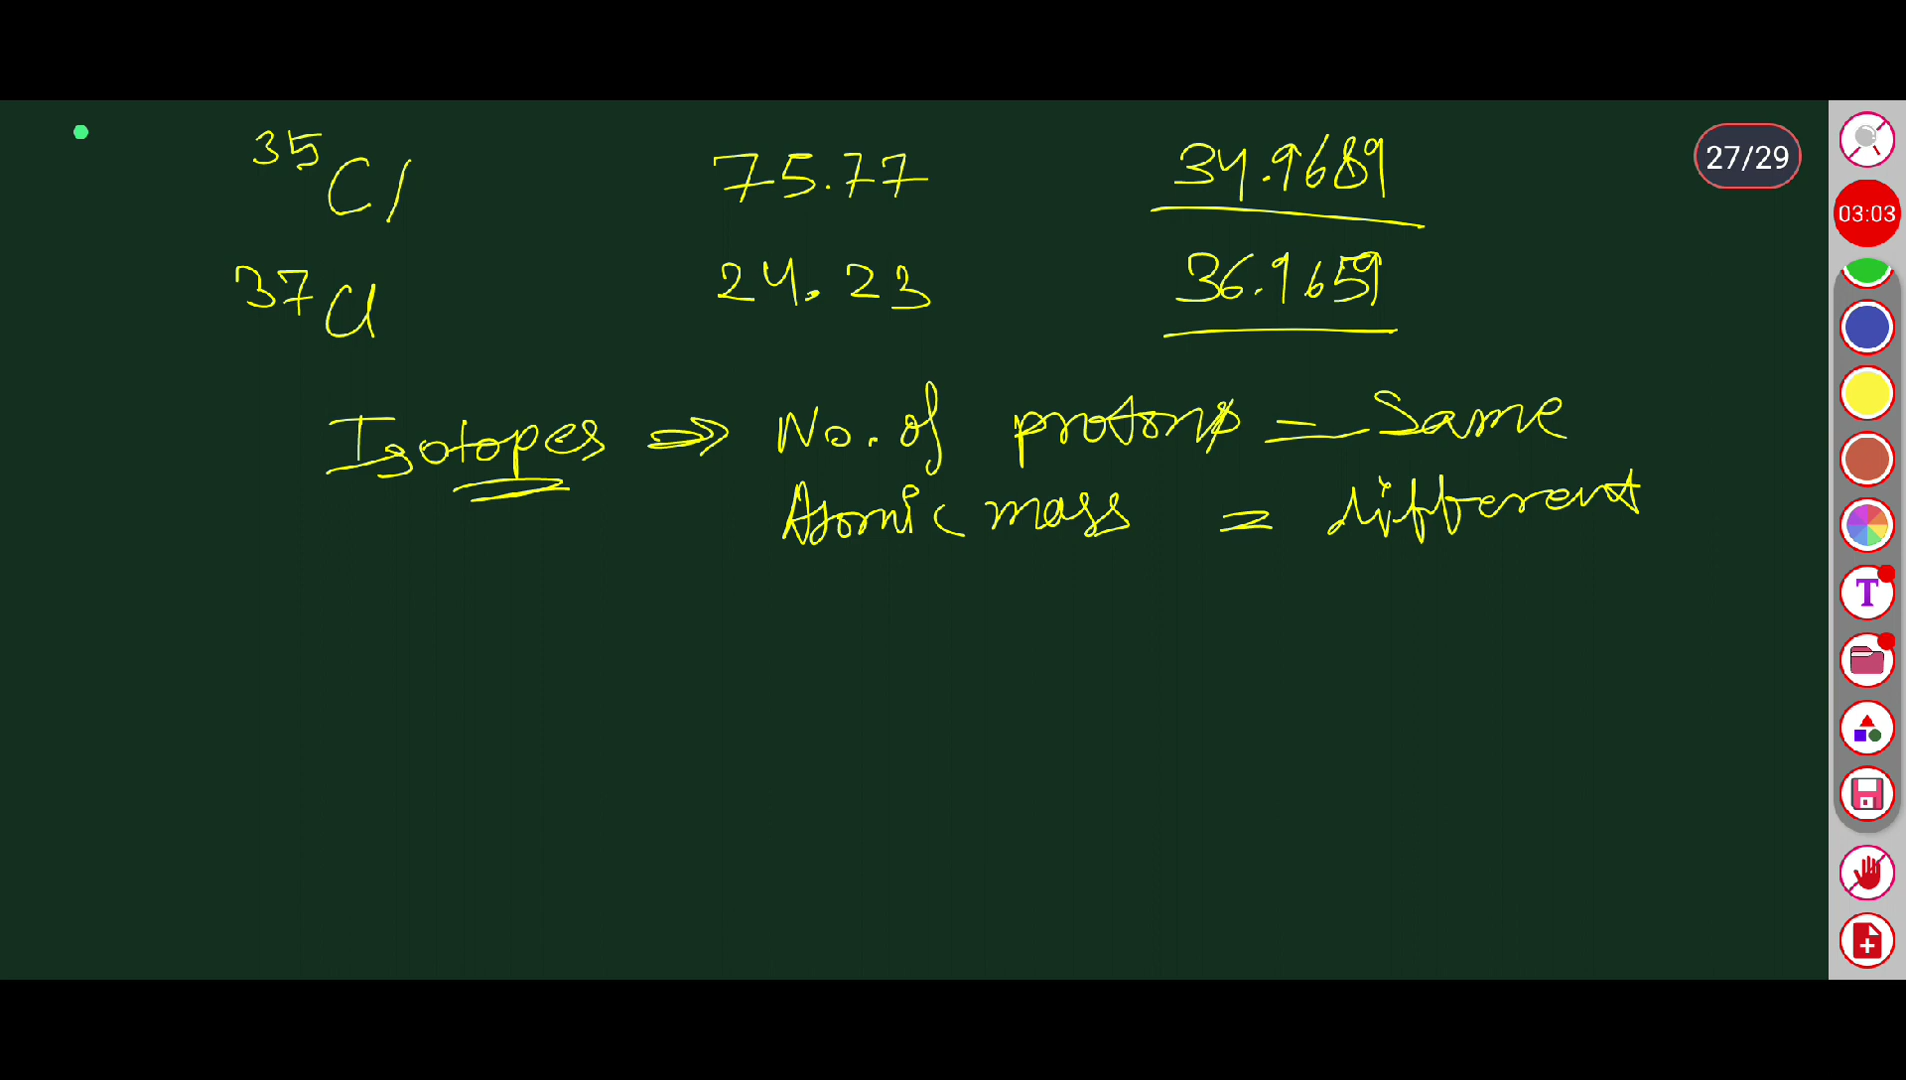 ³⁵Cl 75.77 34.9689
27/29
03:03
³⁷Cl 24.23 36.9659
Isotopes ⇒ No. of protons = Same
Atomic mass = different
T